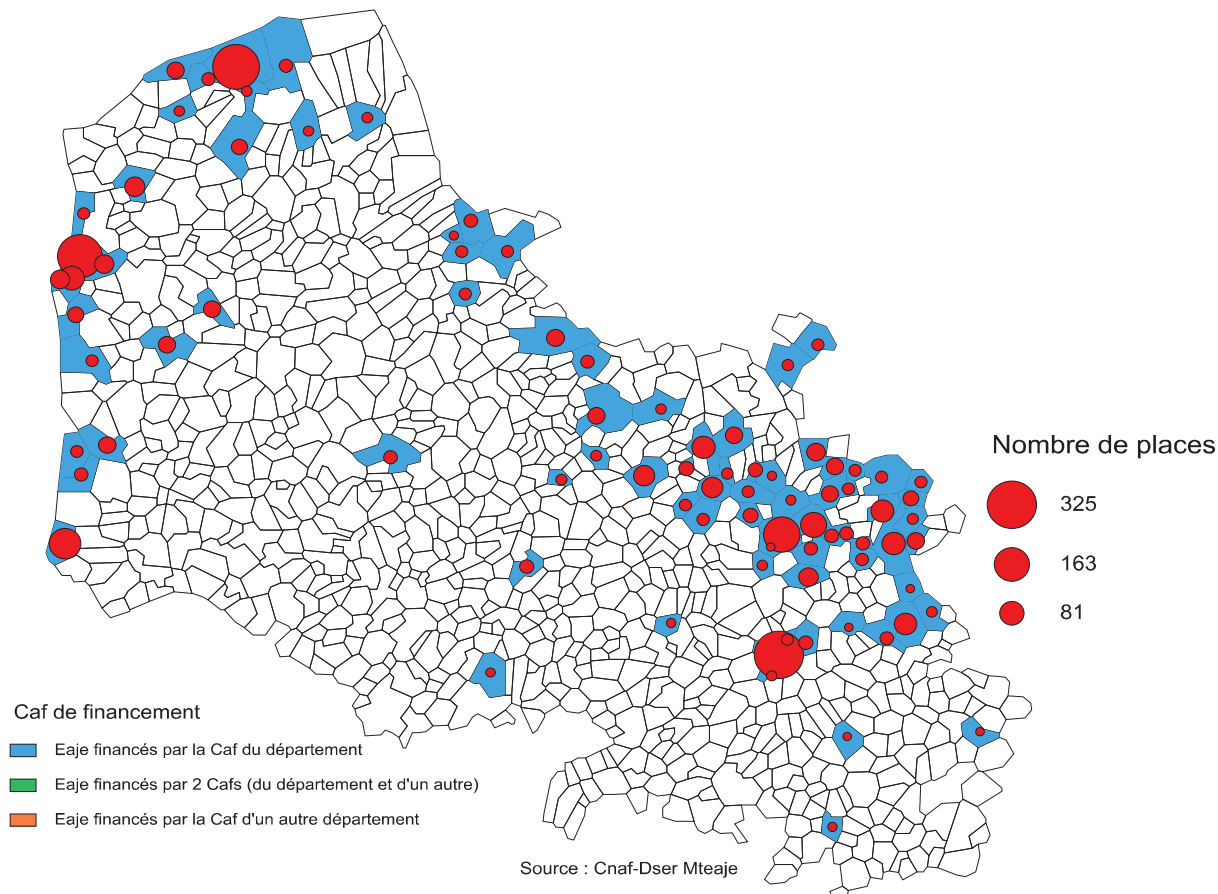 Nombre de places
325
163
81
Caf de financement
Eaje financés par la Caf du département
Eaje financés par 2 Cafs (du département et d'un autre)
Eaje financés par la Caf d'un autre département
Source : Cnaf-Dser Mteaje